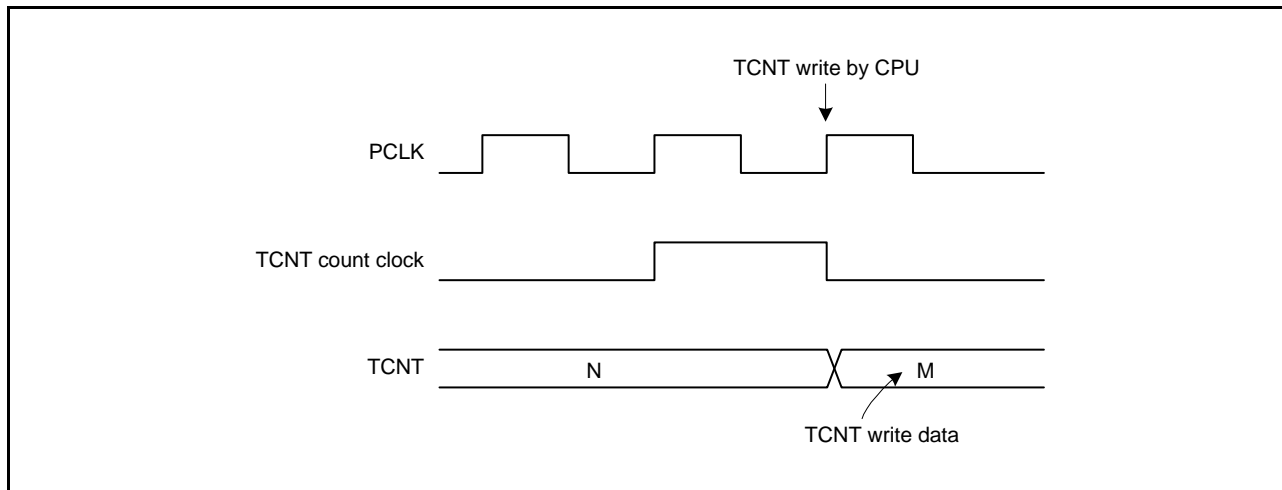 TCNT write by CPU
PCLK
TCNT count clock
TCNT
N
M
TCNT write data